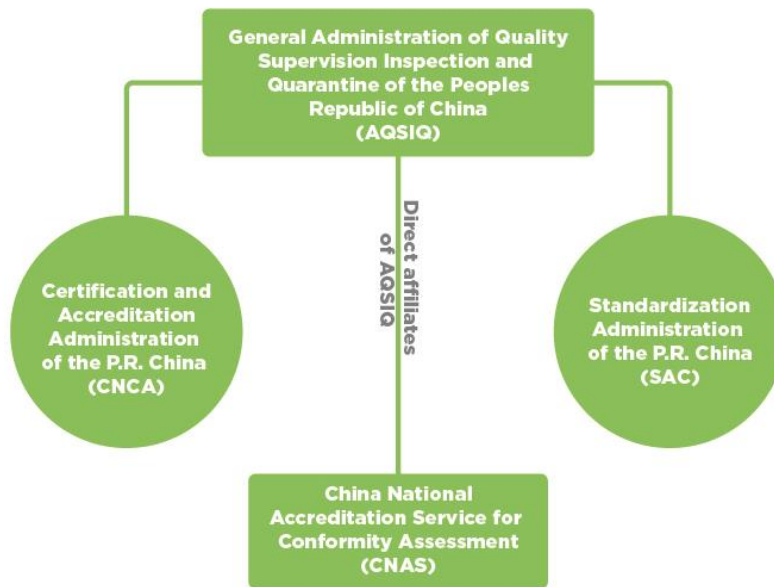 General Administration of Quality
Supervision Inspection and
Quarantine of the Peoples
Republic of China
(AQSIQ)
Direct affiliates
of AQSIQ
Certification and
Accreditation
Administration
of the P.R. China
(CNCA)
Standardization
Administration
of the P.R. China
(SAC)
China National
Accreditation Service for
Conformity Assessment
(CNAS)